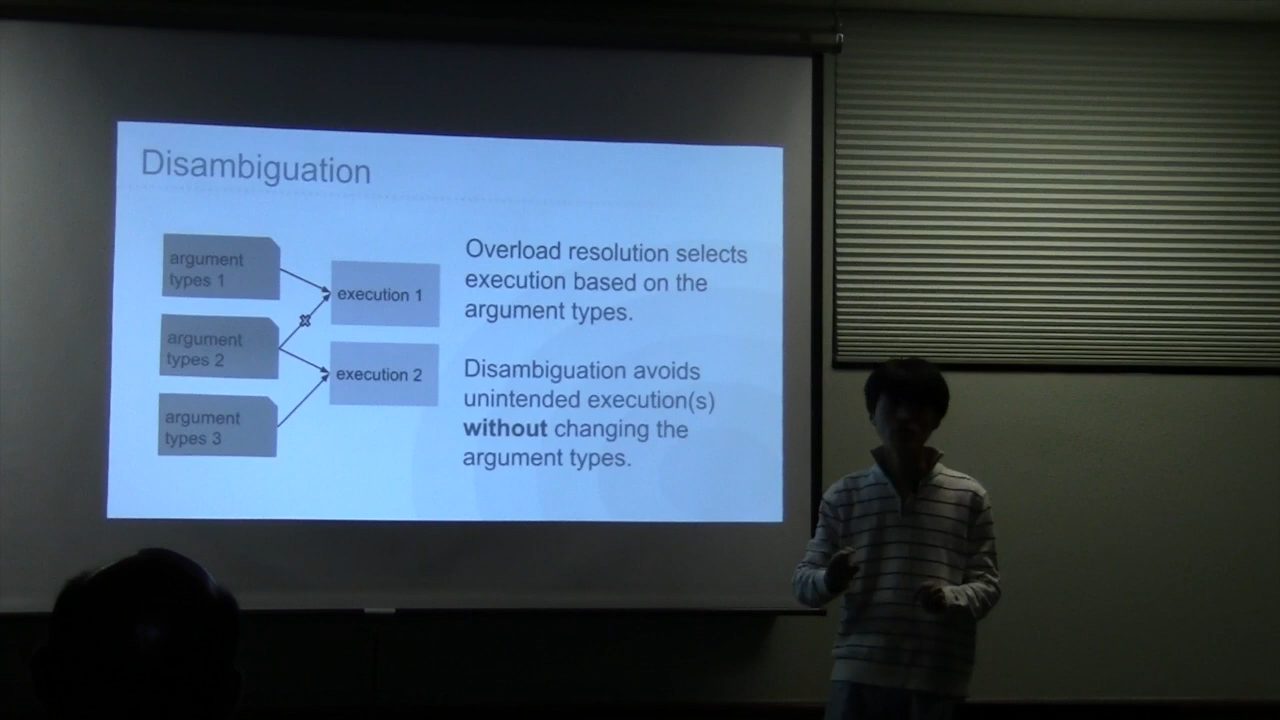 Disambiguation
argument
types 1
argument
types 2
argument
types 3
execution 1
execution 2
Overload resolution selects
execution based on the
argument types.
Disambiguation avoids
unintended execution(s)
without changing the
argument types.